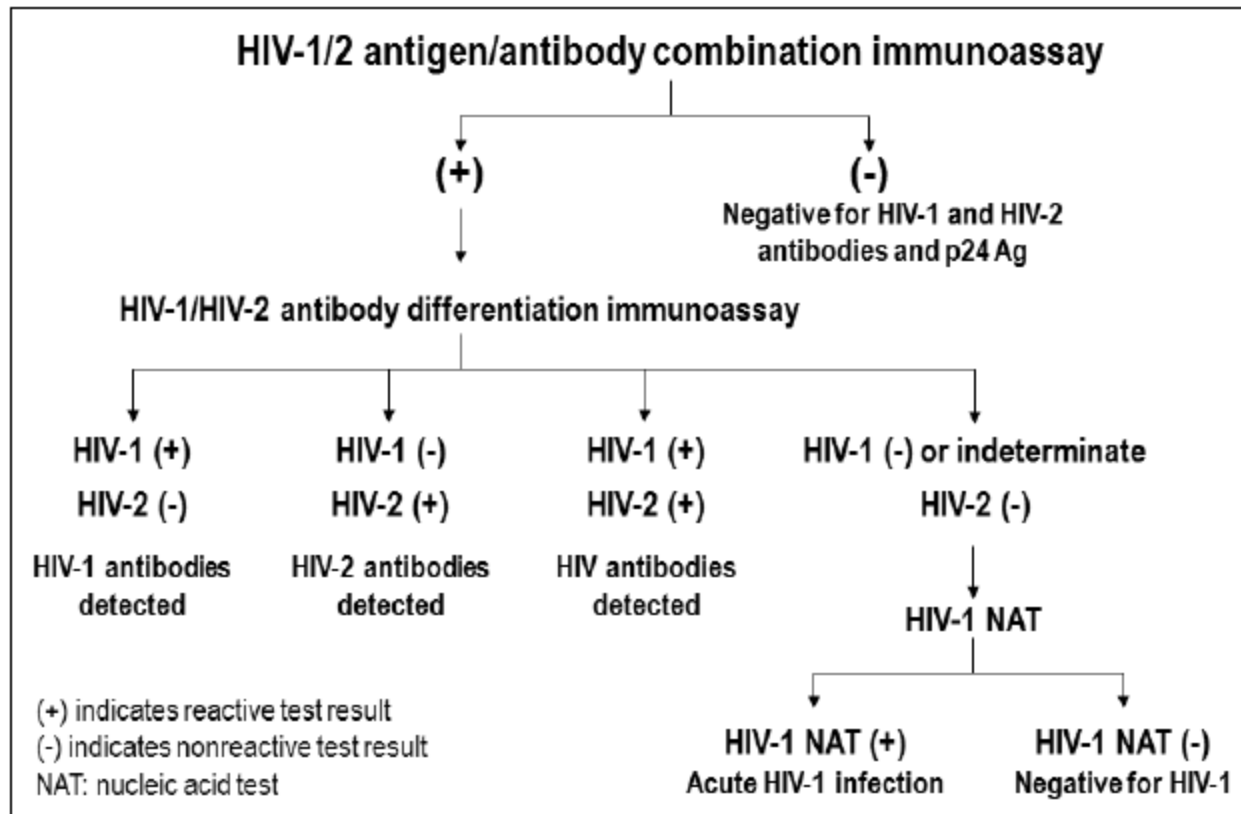 HIV-1/2 antigen/antibody combination immunoassay
(+)
(-)
Negative for HIV-1 and HIV-2
antibodies and p24 Ag
HIV-1/HIV-2 antibody differentiation immunoassay
HIV-1 (+)
HIV-2 (-)
HIV-1 antibodies
detected
HIV-1 (-)
HIV-2 (+)
HIV-2 antibodies
detected
HIV-1 (+)
HIV-2 (+)
HIV antibodies
detected
HIV-1 (-) or indeterminate
HIV-2 (-)
HIV-1 NAT
HIV-1 NAT (+)
Acute HIV-1 infection
HIV-1 NAT (-)
Negative for HIV-1
(+) indicates reactive test result
(-) indicates nonreactive test result
NAT: nucleic acid test